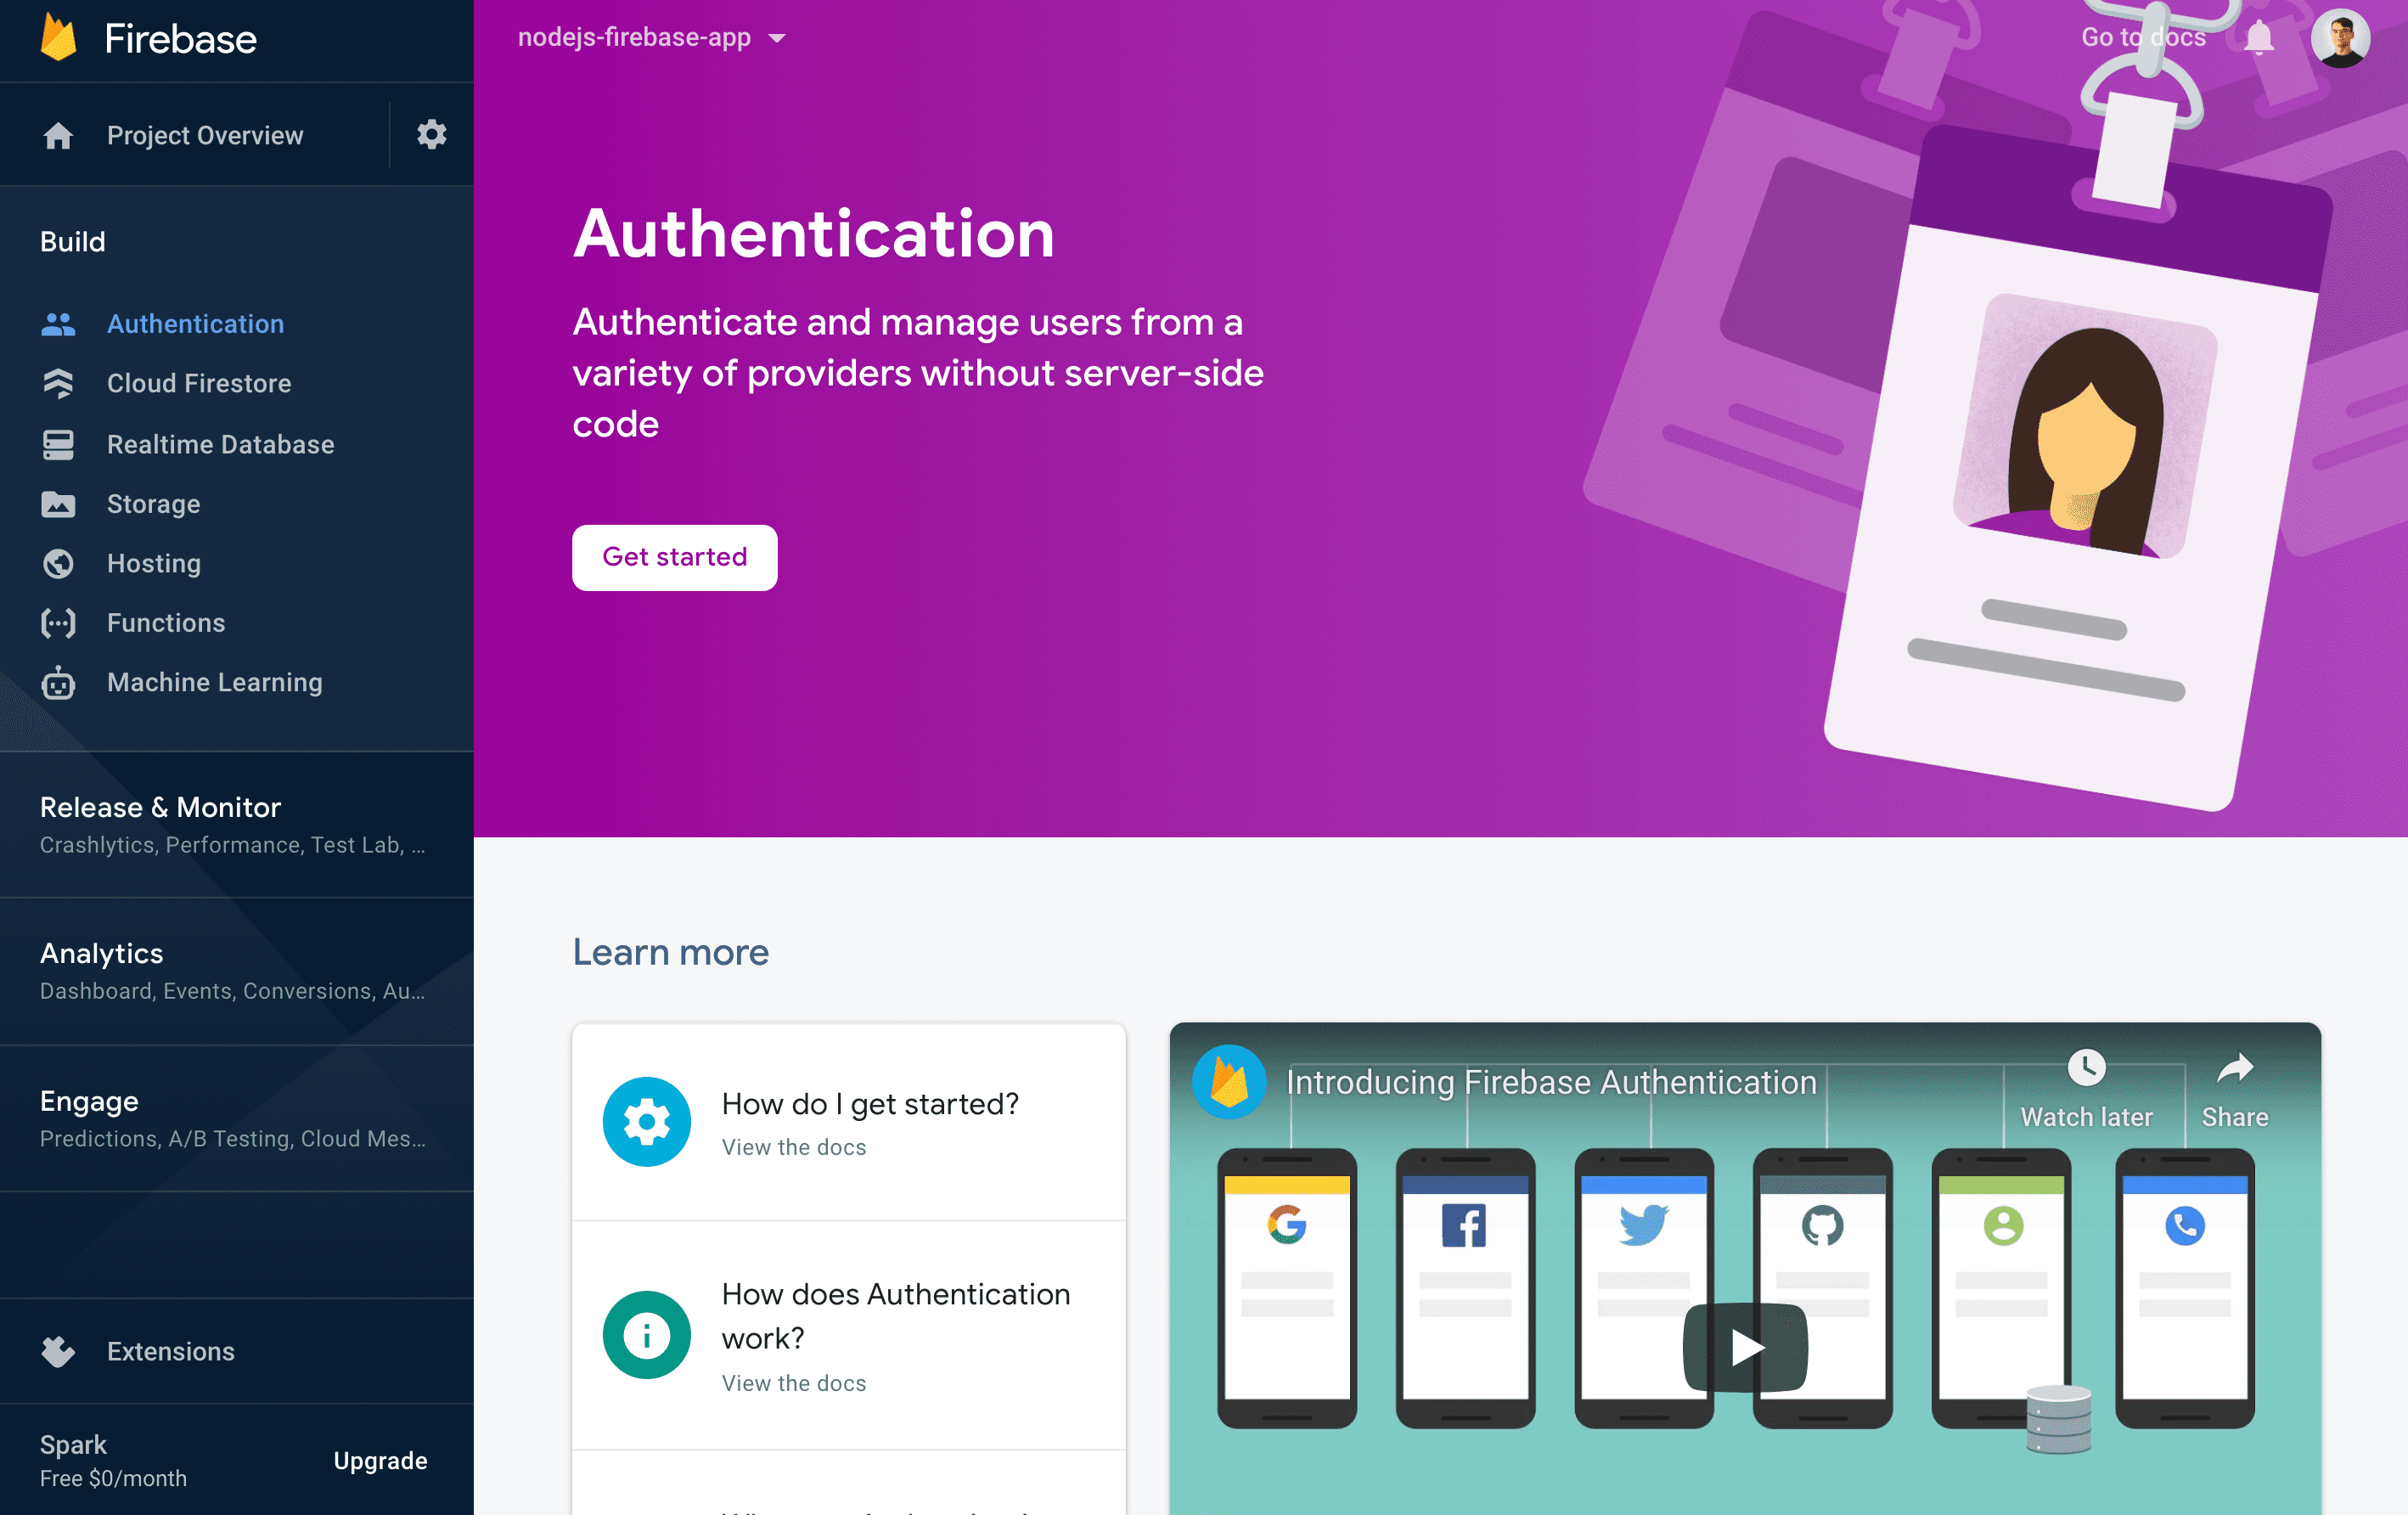 Firebase
Project Overview
Build
Authentication
Cloud Firestore
Realtime Database
Storage
Hosting
Functions
Machine Learning
Release & Monitor
Crashlytics, Performance, Test Lab, ...
Analytics
Dashboard, Events, Conversions, Au...
Engage
Predictions, A/B Testing, Cloud Mes...
Extensions
Spark
Free $0/month
Upgrade
nodejs-firebase-app
Go to docs
Authentication
Authenticate and manage users from a
variety of providers without server-side
code
Get started
Learn more
How do I get started?
View the docs
How does Authentication
work?
View the docs
Introducing Firebase Authentication
Watch later
Share